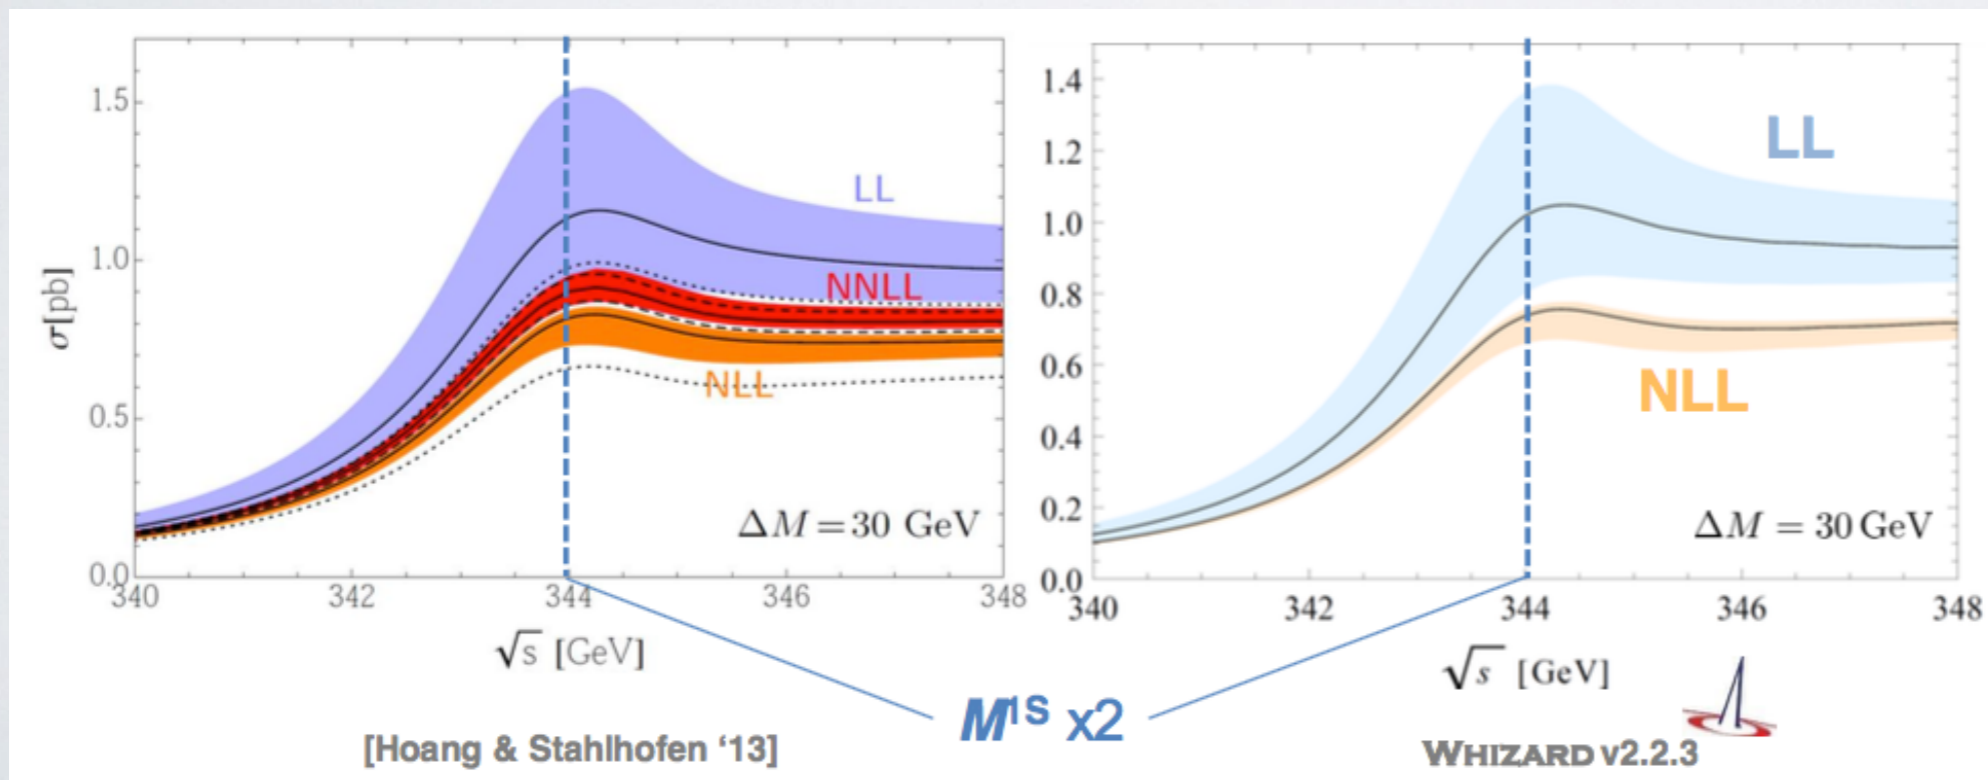 1.5
1.0
0.5
0.0
σ[pb]
LL
NNLL
NLL
ΔM = 30 GeV
340 342 344 346 348
√s [GeV]
[Hoang & Stahlhofen ‘13]
1.4
1.2
1.0
0.8
0.6
0.4
0.2
0.0
LL
NLL
ΔM = 30 GeV
340 342 344 346 348
√s [GeV]
M1S x2
WHIZARD v2.2.3